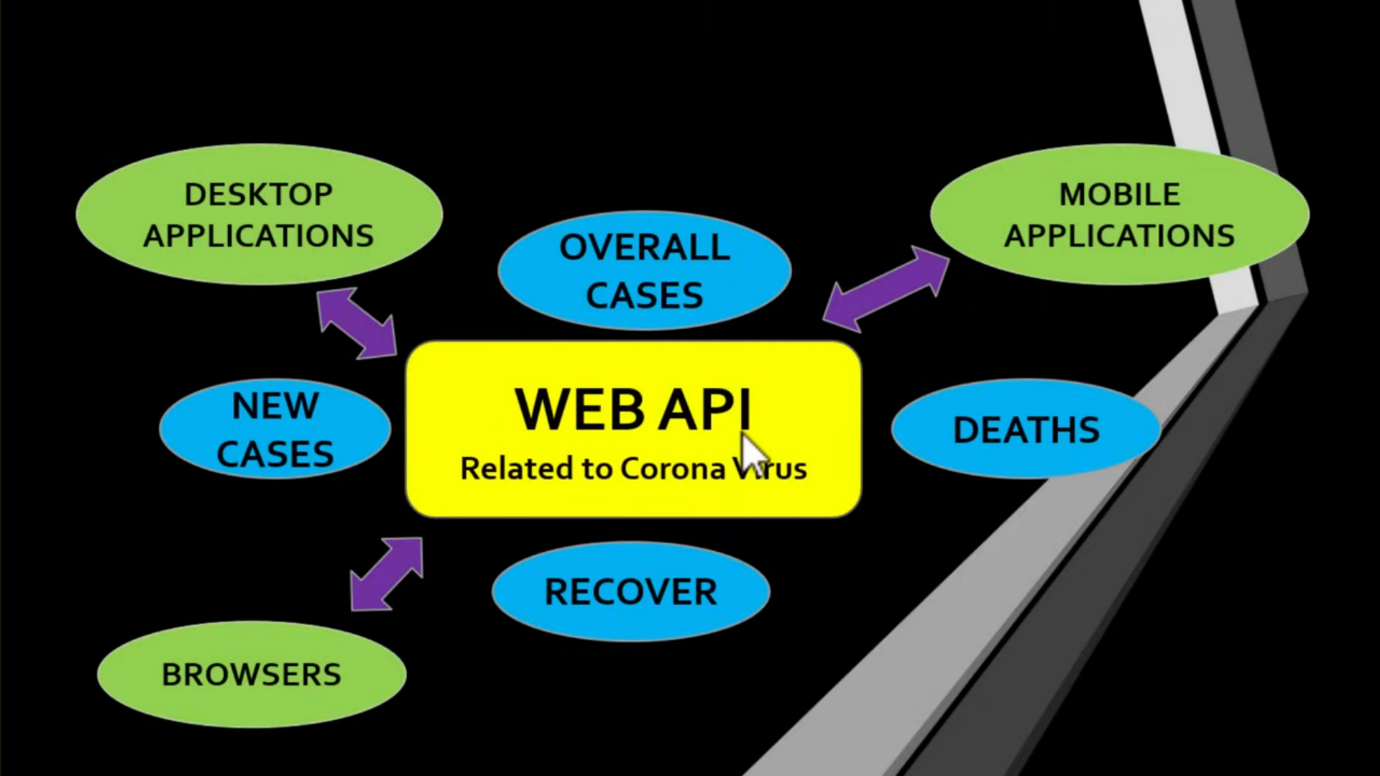 DESKTOP
APPLICATIONS
MOBILE
APPLICATIONS
OVERALL
CASES
NEW
CASES
WEB API
Related to Corona Virus
DEATHS
RECOVER
BROWSERS